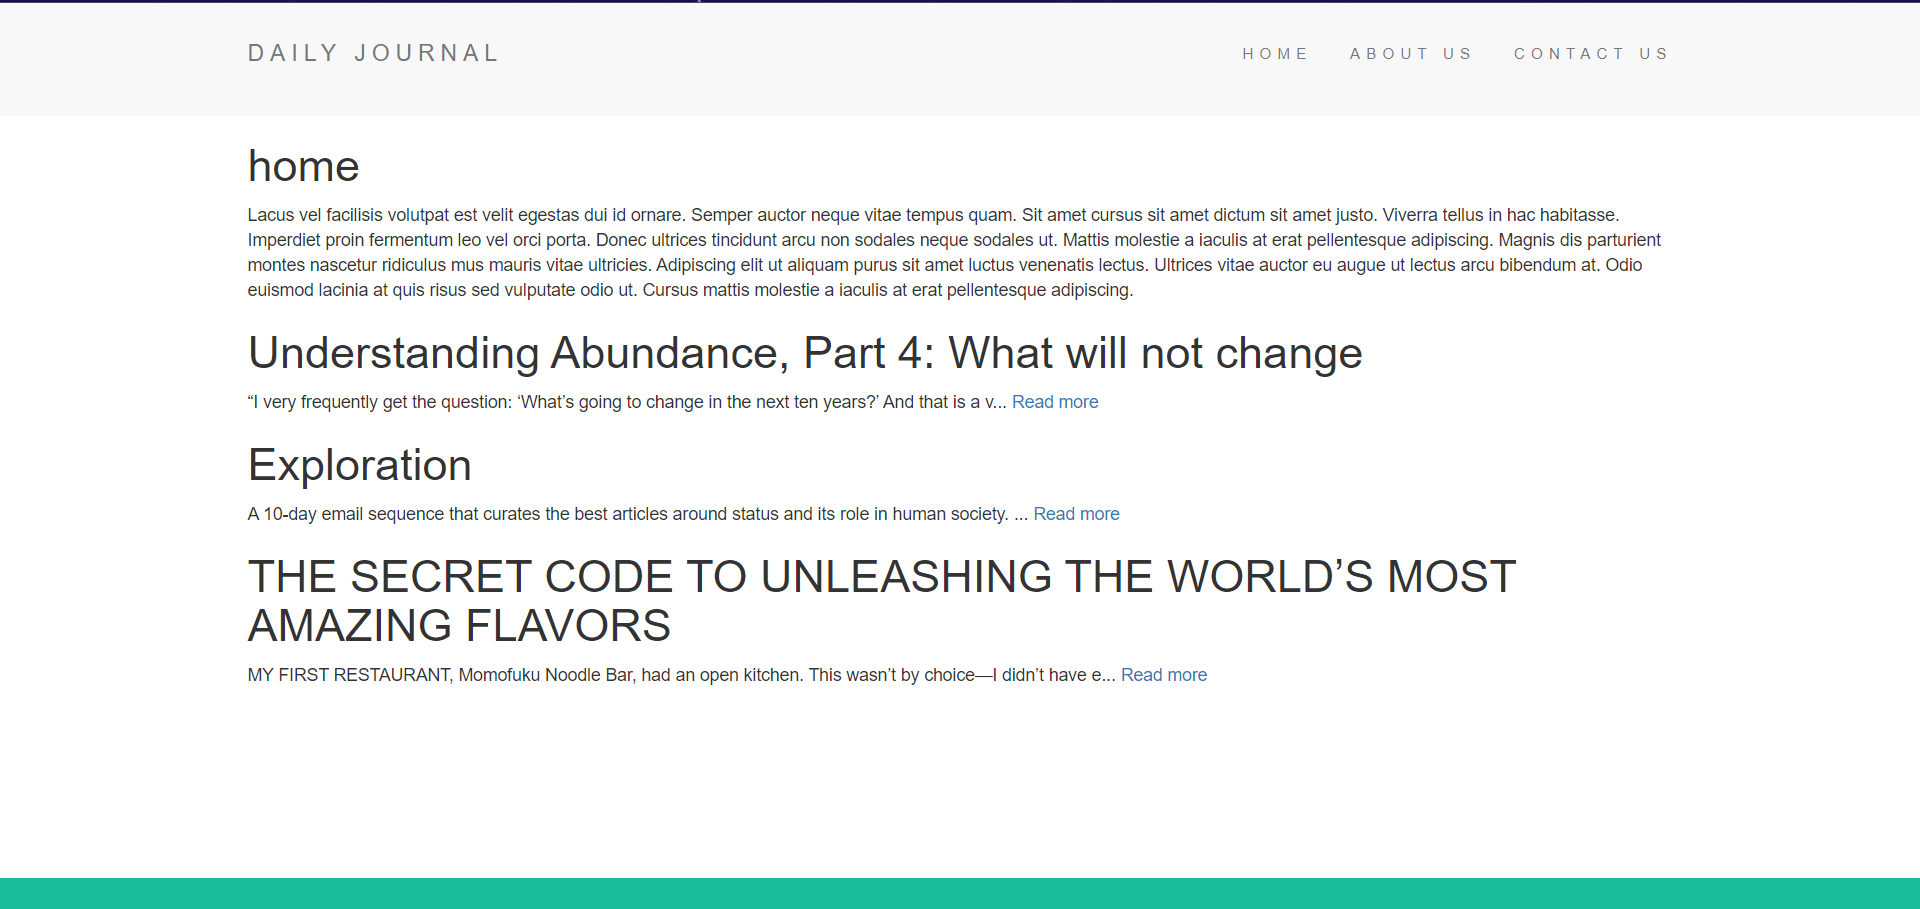 DAILY JOURNAL
HOME ABOUT US CONTACT US
home
Lacus vel facilisis volutpat est velit egestas dui id ornare. Semper auctor neque vitae tempus quam. Sit amet cursus sit amet dictum sit amet justo. Viverra tellus in hac habitasse.
Imperdiet proin fermentum leo vel orci porta. Donec ultrices tincidunt arcu non sodales neque sodales ut. Mattis molestie a iaculis at erat pellentesque adipiscing. Magnis dis parturient
montes nascetur ridiculus mus mauris vitae ultricies. Adipiscing elit ut aliquam purus sit amet luctus venenatis lectus. Ultrices vitae auctor eu augue ut lectus arcu bibendum at. Odio
euismod lacinia at quis risus sed vulputate odio ut. Cursus mattis molestie a iaculis at erat pellentesque adipiscing.
Understanding Abundance, Part 4: What will not change
“I very frequently get the question: ‘What’s going to change in the next ten years?’ And that is a v... Read more
Exploration
A 10-day email sequence that curates the best articles around status and its role in human society. ... Read more
THE SECRET CODE TO UNLEASHING THE WORLD’S MOST
AMAZING FLAVORS
MY FIRST RESTAURANT, Momofuku Noodle Bar, had an open kitchen. This wasn’t by choice—I didn’t have e... Read more